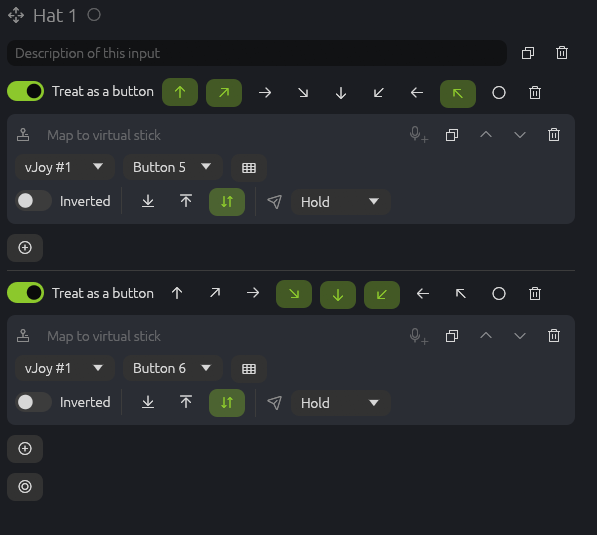 Hat 1
Description of this input
Treat as a button
Map to virtual stick
vJoy #1 Button 5
Inverted Hold
Treat as a button
Map to virtual stick
vJoy #1 Button 6
Inverted Hold